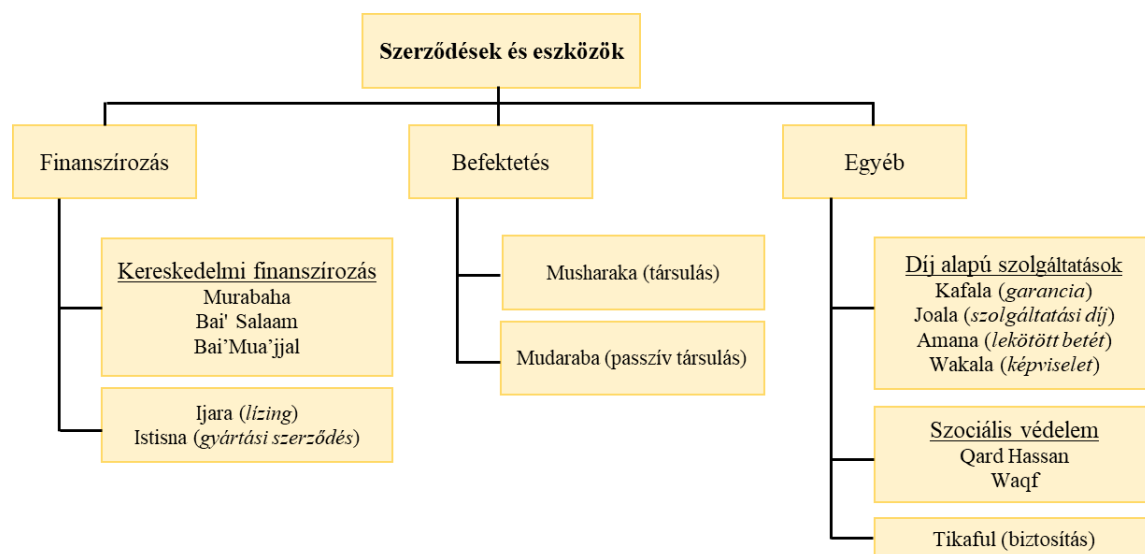 Szerződések és eszközök
Finanszírozás
Kereskedelmi finanszírozás
Murabaha
Bai' Salaam
Bai’Mua’jjal
Ijara (lízing)
Istisna (gyártási szerződés)
Befektetés
Musharaka (társulás)
Mudaraba (passzív társulás)
Egyéb
Díj alapú szolgáltatások
Kafala (garancia)
Joala (szolgáltatási díj)
Amana (lekötött betét)
Wakala (képviselet)
Szociális védelem
Qard Hassan
Waqf
Tikaful (biztosítás)